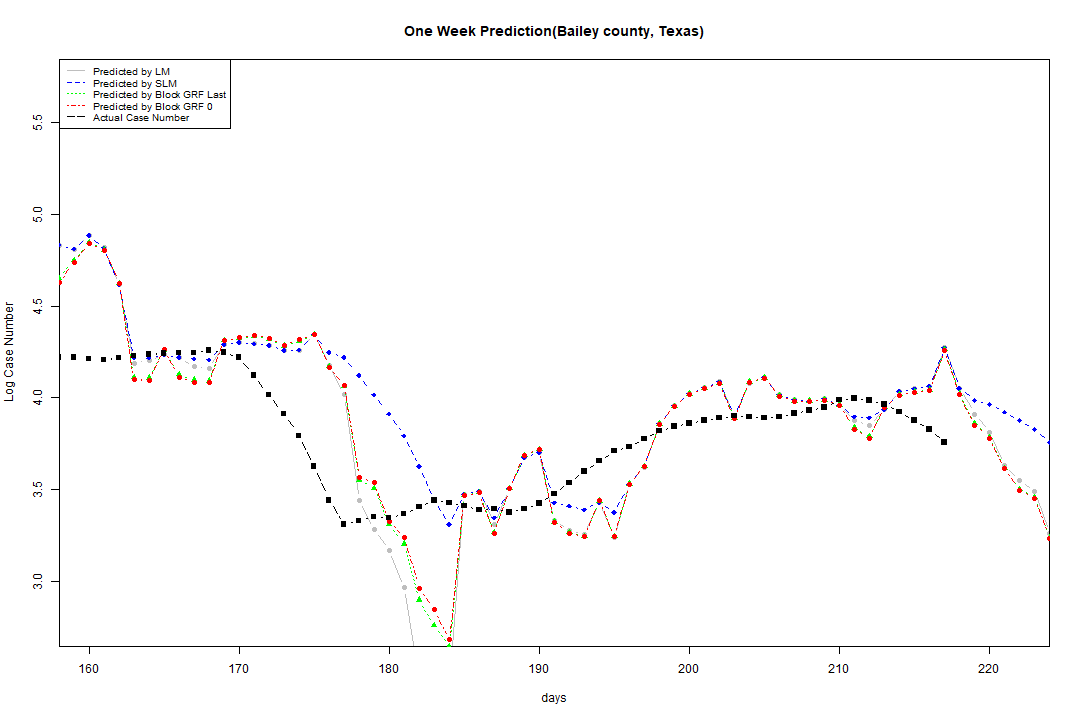 One Week Prediction(Bailey county, Texas)
Predicted by LM
Predicted by SLM
Predicted by Block GRF Last
Predicted by Block GRF 0
Actual Case Number
5.5
5.0
4.5
4.0
3.5
3.0
Log Case Number
160 170 180 190 200 210 220
days